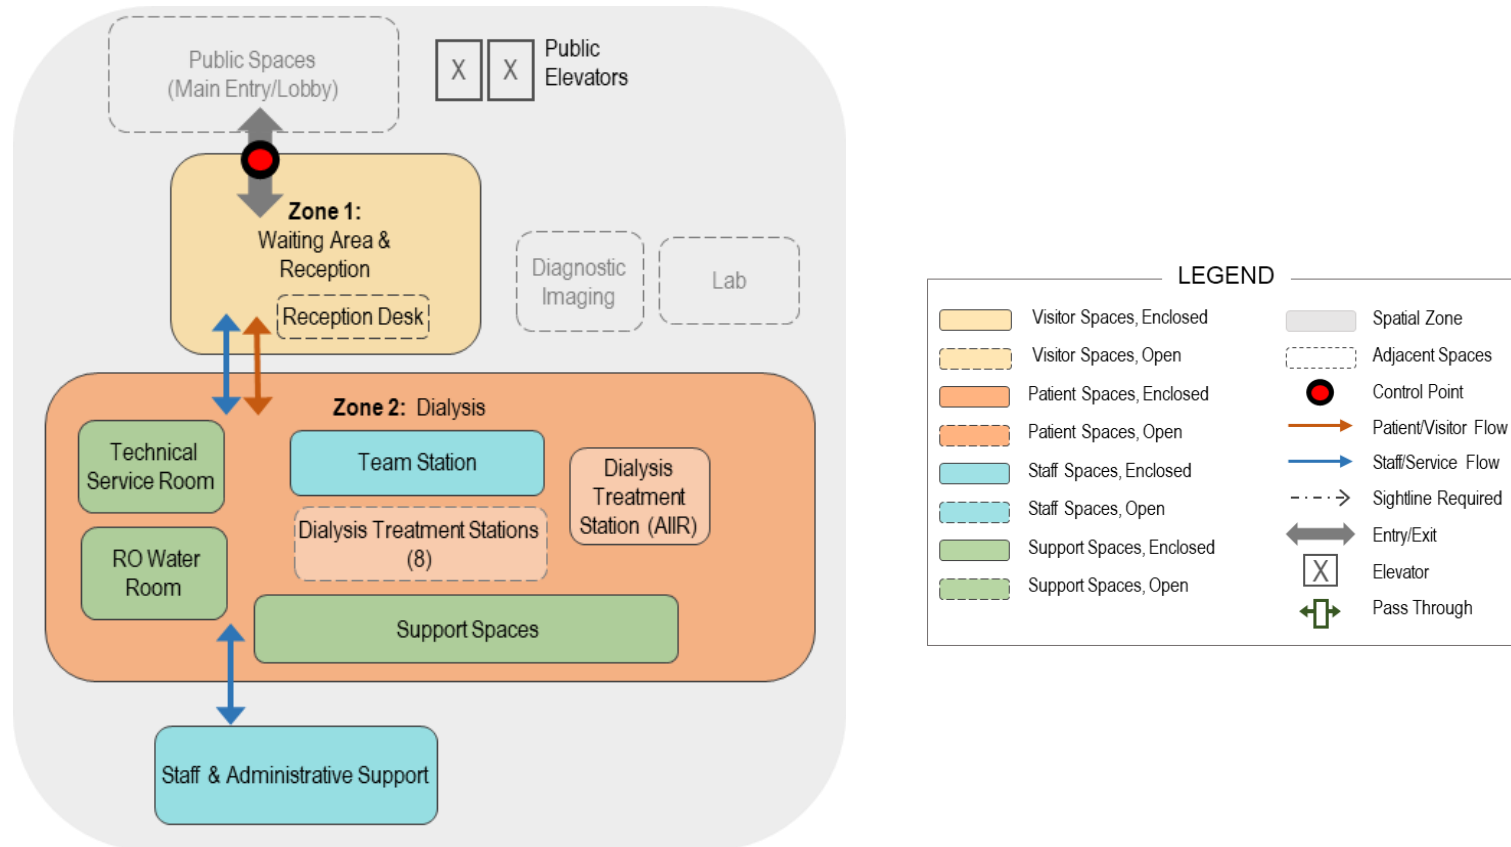 Public Spaces
(Main Entry/Lobby)
X
X
Public
Elevators
Zone 1:
Waiting Area &
Reception
Reception Desk
Diagnostic
Imaging
Lab
Zone 2: Dialysis
Technical
Service Room
Team Station
Dialysis
Treatment
Station (AIIR)
Dialysis Treatment Stations
(8)
RO Water
Room
Support Spaces
Staff & Administrative Support
LEGEND
Visitor Spaces, Enclosed
Visitor Spaces, Open
Patient Spaces, Enclosed
Patient Spaces, Open
Staff Spaces, Enclosed
Staff Spaces, Open
Support Spaces, Enclosed
Support Spaces, Open
Spatial Zone
Adjacent Spaces
Control Point
Patient/Visitor Flow
Staff/Service Flow
Sightline Required
Entry/Exit
X
Elevator
Pass Through